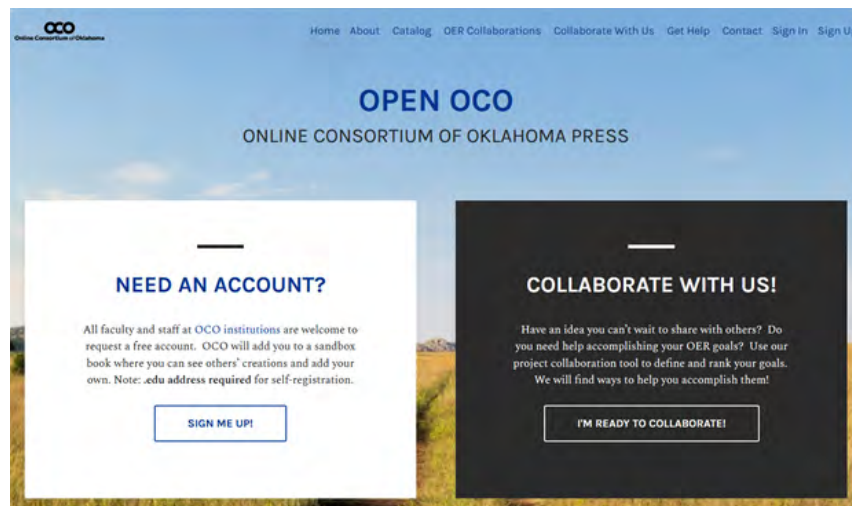 OCO
Online Consortium of Oklahoma
Home About Catalog OER Collaborations Collaborate With Us Get Help Contact Sign In Sign U
OPEN OCO
ONLINE CONSORTIUM OF OKLAHOMA PRESS
NEED AN ACCOUNT?
All faculty and staff at OCO institutions are welcome to
request a free account. OCO will add you to a sandbox
book where you can see others' creations and add your
own. Note: .edu address required for self-registration.
SIGN ME UP!
COLLABORATE WITH US!
Have an idea you can't wait to share with others? Do
you need help accomplishing your OER goals? Use our
project collaboration tool to define and rank your goals.
We will find ways to help you accomplish them!
I'M READY TO COLLABORATE!